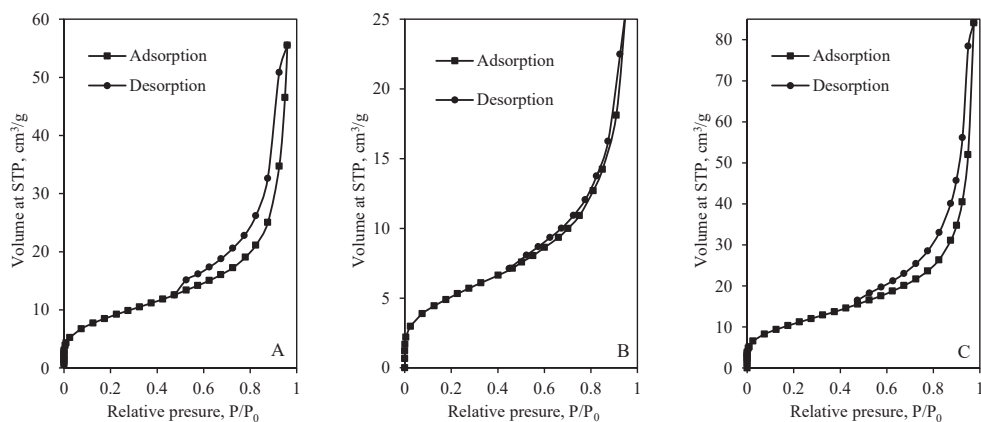 60
50
40
30
20
10
0
Volume at STP, cm³/g
Adsorption
Desorption
A
0 0.2 0.4 0.6 0.8 1
Relative presure, P/P₀
25
20
15
10
5
0
Volume at STP, cm³/g
Adsorption
Desorption
B
0 0.2 0.4 0.6 0.8 1
Relative presure, P/P₀
80
70
60
50
40
30
20
10
0
Volume at STP, cm³/g
Adsorption
Desorption
C
0 0.2 0.4 0.6 0.8 1
Relative presure, P/P₀